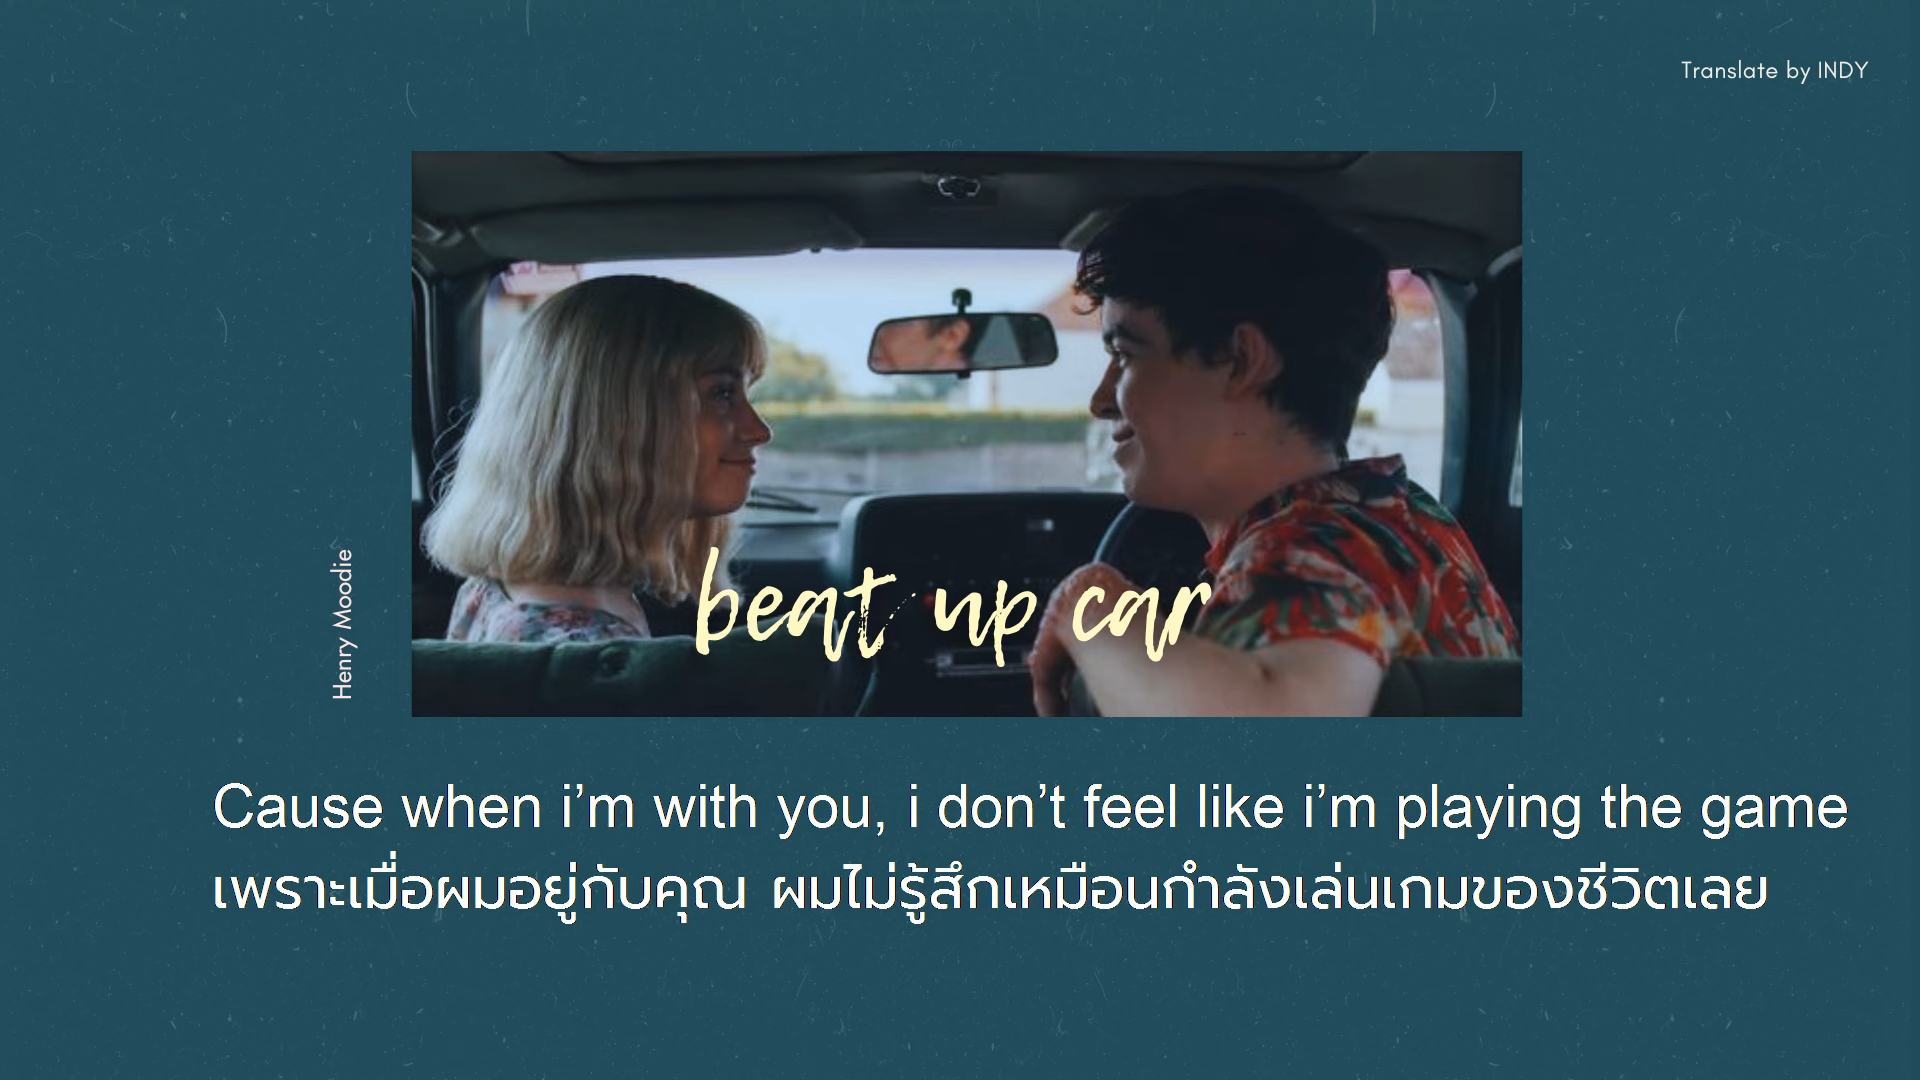 Translate by INDY
Henry Moodie
beat up car
Cause when i’m with you, i don’t feel like i’m playing the game
เพราะเมื่อผมอยู่กับคุณ ผมไม่รู้สึกเหมือนกำลังเล่นเกมของชีวิตเลย